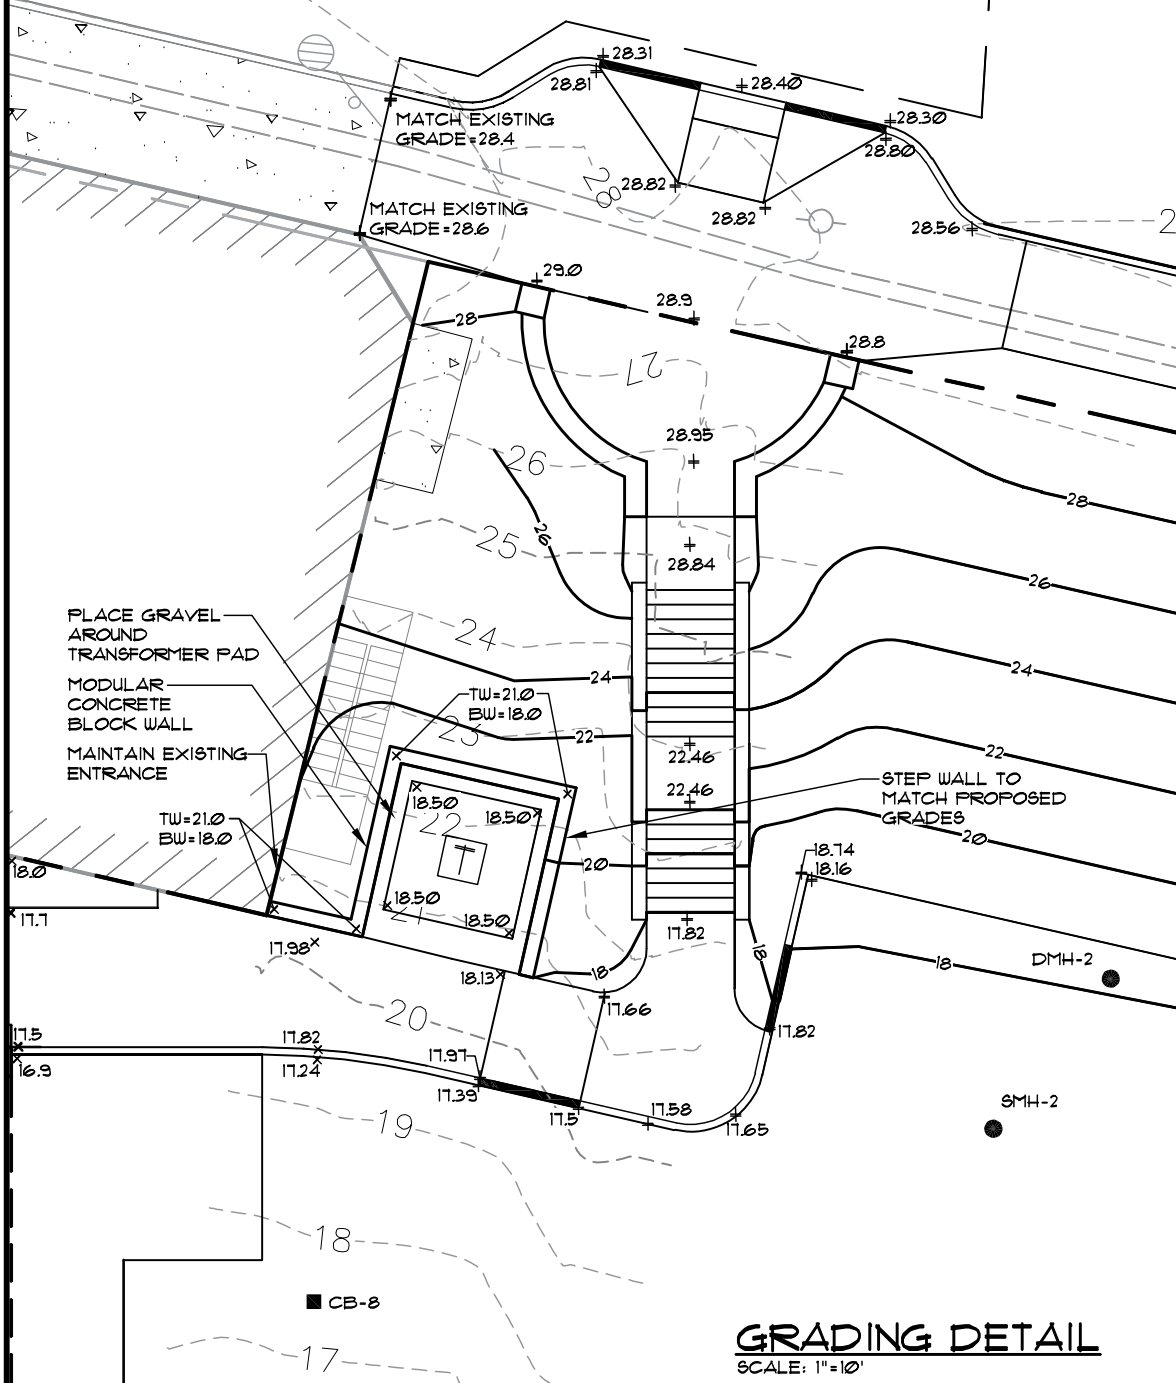 28.31
28.81
28.40
28.30
28.80
MATCH EXISTING
GRADE=28.4
28
28.82
28.82
MATCH EXISTING
GRADE=28.6
28.56
2
29.0
28.9
28
28.8
27
28.95
26
26
28
25
28.84
26
PLACE GRAVEL
AROUND
TRANSFORMER PAD
24
24
24
MODULAR
CONCRETE
BLOCK WALL
TW=21.0
BW=18.0
23
22
22
MAINTAIN EXISTING
ENTRANCE
22.46
22.46
STEP WALL TO
MATCH PROPOSED
GRADES
18.50
18.50
22
T
TW=21.0
BW=18.0
20
20
18.74
18.16
18.0
17.7
18.50
18.50
21
17.82
17.98
18.13
18
18
18
DMH-2
17.66
20
17.5
16.9
17.82
17.24
17.97
17.39
17.5
17.58
17.65
17.82
19
SMH-2
18
CB-8
17
GRADING DETAIL
SCALE: 1"=10'